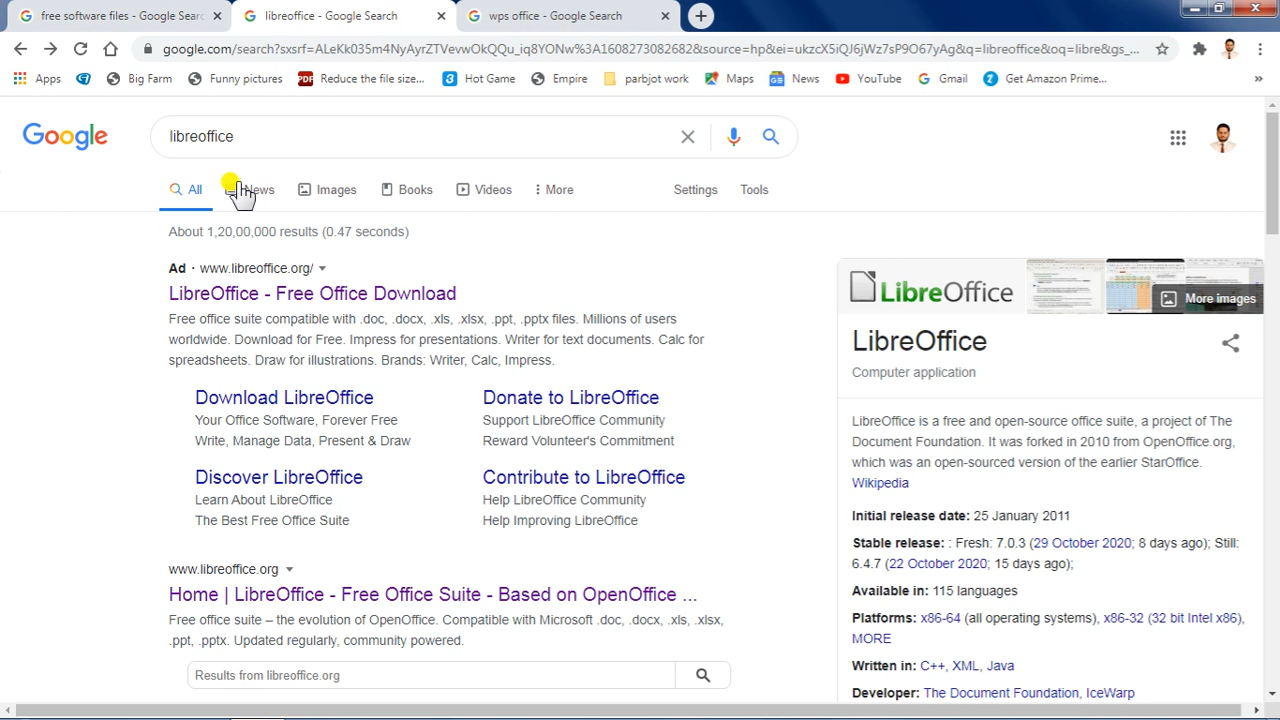 free software files - Google Searc
libreoffice - Google Search
wps office - Google Search
google.com/search?sxsrf=ALeKk035m4NyAyrZTVevwOkQQu_iq8YONw%3A1608273082682&source=hp&ei=ukzcX5iQJ6jWz7sP9O67yAg&q=libreoffice&oq=libre&gs_...
Apps
Big Farm
Funny pictures
PDF Reduce the file size...
Hot Game
Empire
parbjot work
Maps
News
YouTube
Gmail
Get Amazon Prime...
Google
libreoffice
All
News
Images
Books
Videos
More
Settings
Tools
About 1,20,00,000 results (0.47 seconds)
Ad · www.libreoffice.org/
LibreOffice - Free Office Download
Free office suite compatible with .doc, .docx, .xls, .xlsx, .ppt, .pptx files. Millions of users
worldwide. Download for Free. Impress for presentations. Writer for text documents. Calc for
spreadsheets. Draw for illustrations. Brands: Writer, Calc, Impress.
Download LibreOffice
Your Office Software, Forever Free
Write, Manage Data, Present & Draw
Donate to LibreOffice
Support LibreOffice Community
Reward Volunteer's Commitment
Discover LibreOffice
Learn About LibreOffice
The Best Free Office Suite
Contribute to LibreOffice
Help LibreOffice Community
Help Improving LibreOffice
www.libreoffice.org
Home | LibreOffice - Free Office Suite - Based on OpenOffice ...
Free office suite – the evolution of OpenOffice. Compatible with Microsoft .doc, .docx, .xls, .xlsx,
.ppt, .pptx. Updated regularly, community powered.
Results from libreoffice.org
LibreOffice
More images
LibreOffice
Computer application
LibreOffice is a free and open-source office suite, a project of The
Document Foundation. It was forked in 2010 from OpenOffice.org,
which was an open-sourced version of the earlier StarOffice.
Wikipedia
Initial release date: 25 January 2011
Stable release: : Fresh: 7.0.3 (29 October 2020; 8 days ago); Still:
6.4.7 (22 October 2020; 15 days ago);
Available in: 115 languages
Platforms: x86-64 (all operating systems), x86-32 (32 bit Intel x86),
MORE
Written in: C++, XML, Java
Developer: The Document Foundation, IceWarp